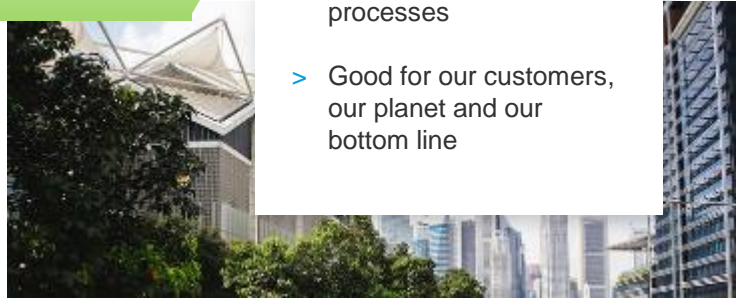 processes
> Good for our customers,
our planet and our
bottom line